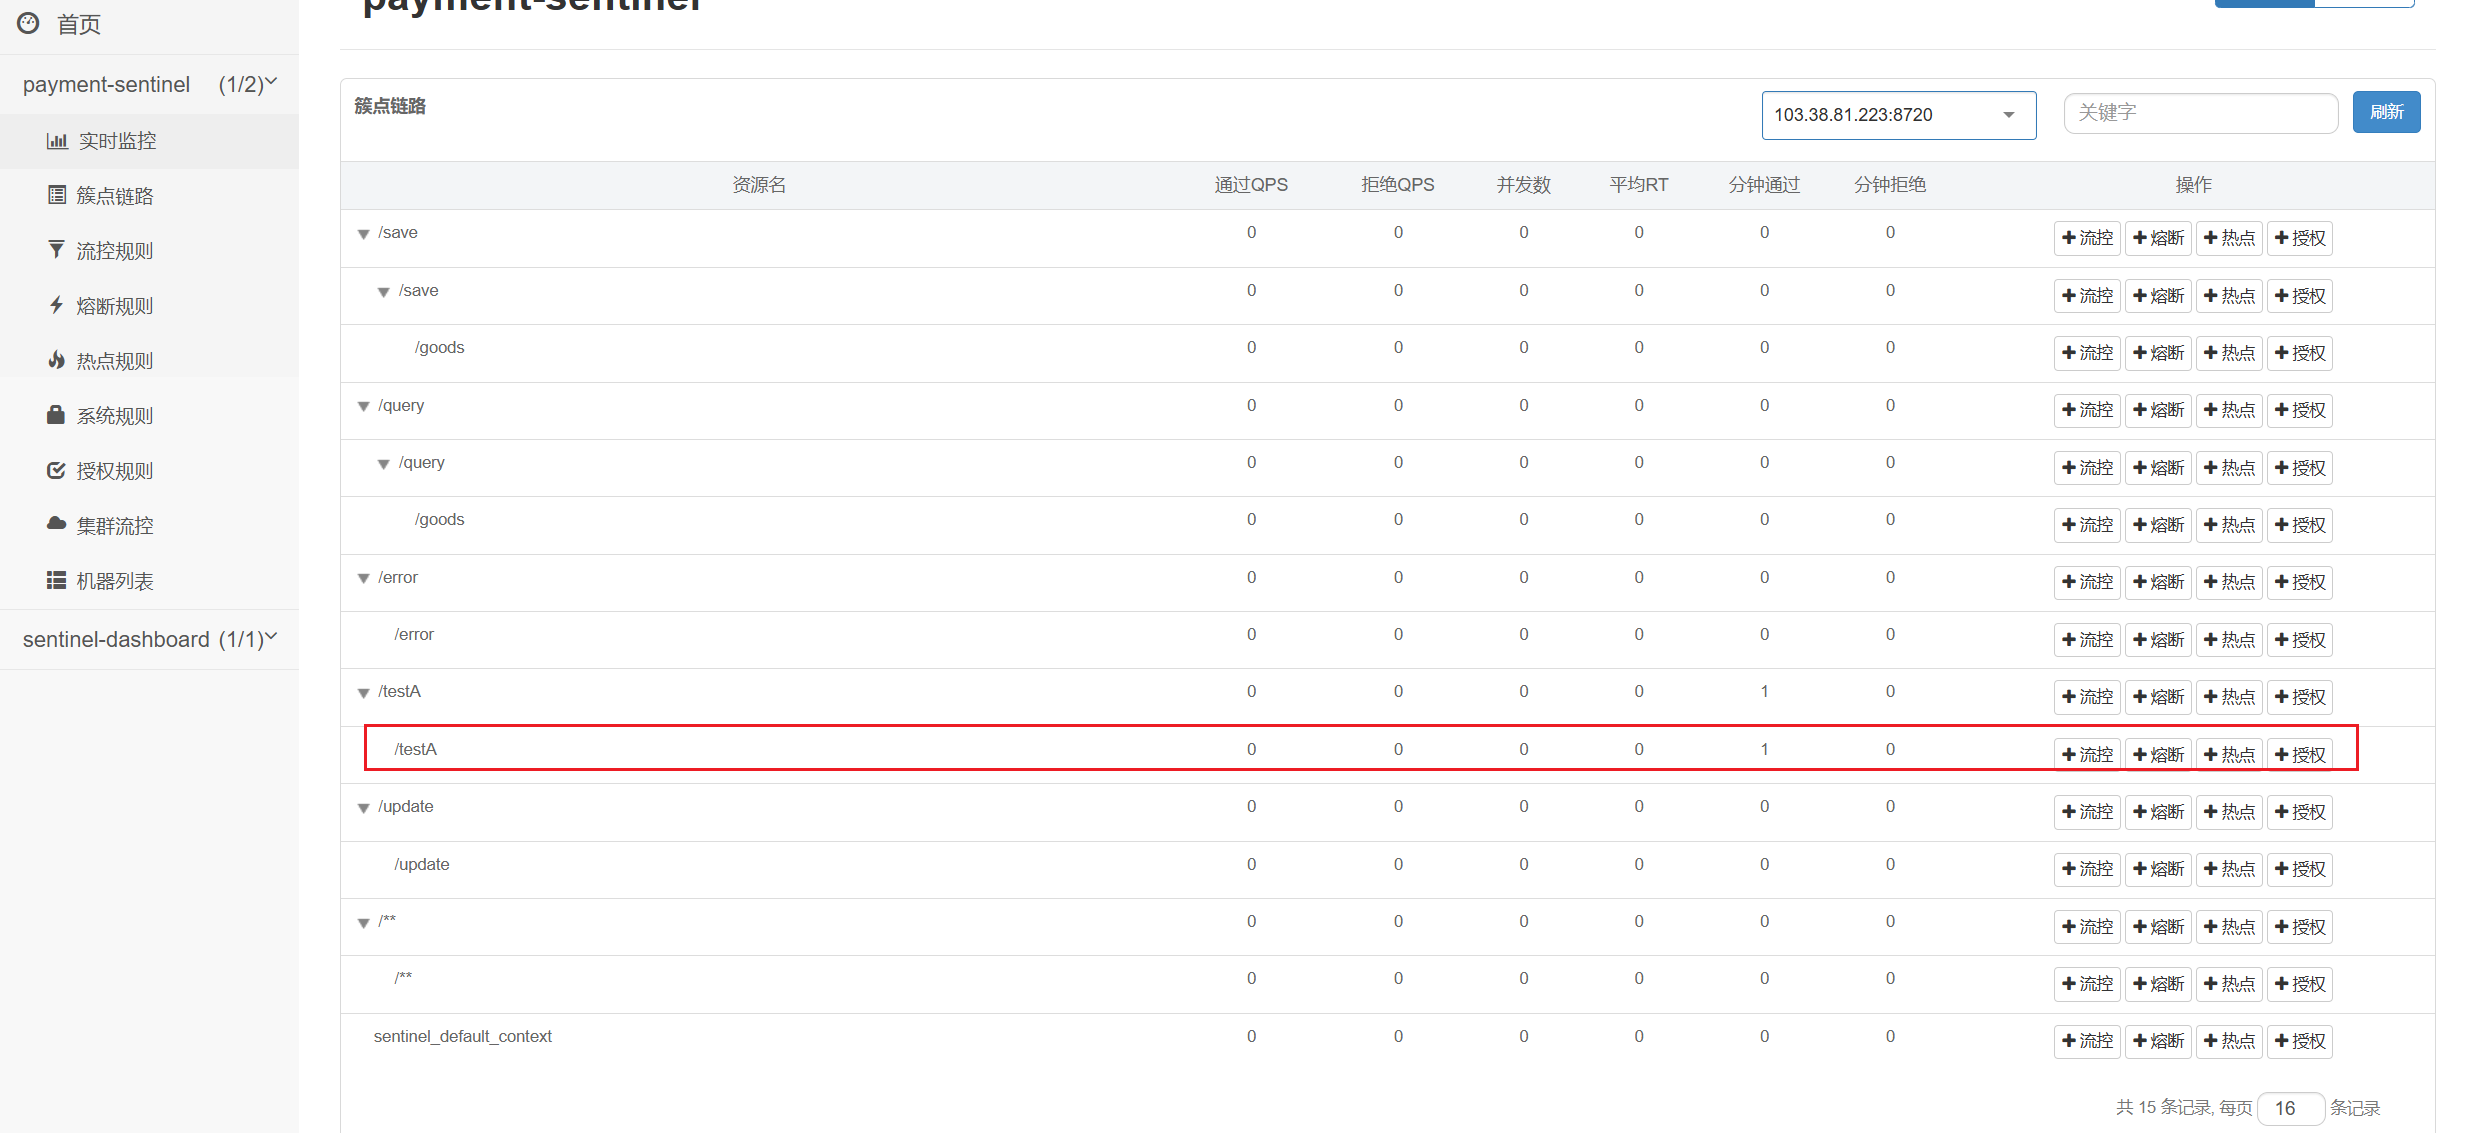 首页
payment-sentinel
payment-sentinel (1/2)
实时监控
簇点链路
流控规则
熔断规则
热点规则
系统规则
授权规则
集群流控
机器列表
sentinel-dashboard (1/1)
簇点链路 103.38.81.223:8720 关键字 刷新
资源名 通过QPS 拒绝QPS 并发数 平均RT 分钟通过 分钟拒绝 操作
/save 0 0 0 0 0 0 流控 熔断 热点 授权
/save 0 0 0 0 0 0 流控 熔断 热点 授权
/goods 0 0 0 0 0 0 流控 熔断 热点 授权
/query 0 0 0 0 0 0 流控 熔断 热点 授权
/query 0 0 0 0 0 0 流控 熔断 热点 授权
/goods 0 0 0 0 0 0 流控 熔断 热点 授权
/error 0 0 0 0 0 0 流控 熔断 热点 授权
/error 0 0 0 0 0 0 流控 熔断 热点 授权
/testA 0 0 0 0 1 0 流控 熔断 热点 授权
/testA 0 0 0 0 1 0 流控 熔断 热点 授权
/update 0 0 0 0 0 0 流控 熔断 热点 授权
/update 0 0 0 0 0 0 流控 熔断 热点 授权
/** 0 0 0 0 0 0 流控 熔断 热点 授权
/** 0 0 0 0 0 0 流控 熔断 热点 授权
sentinel_default_context 0 0 0 0 0 0 流控 熔断 热点 授权
共 15 条记录, 每页 16 条记录